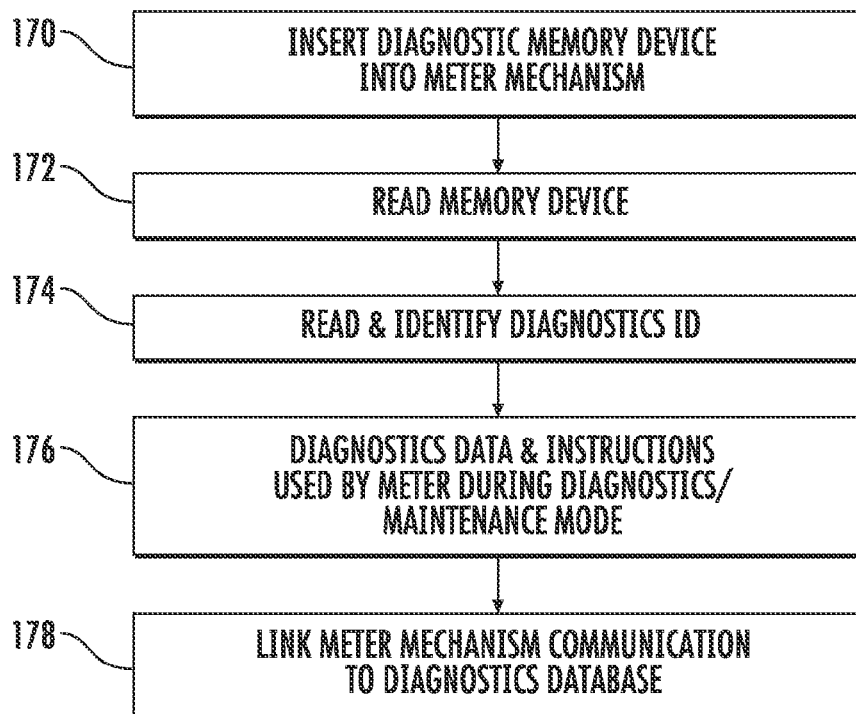 170
INSERT DIAGNOSTIC MEMORY DEVICE
INTO METER MECHANISM
172
READ MEMORY DEVICE
174
READ & IDENTIFY DIAGNOSTICS ID
176
DIAGNOSTICS DATA & INSTRUCTIONS
USED BY METER DURING DIAGNOSTICS/
MAINTENANCE MODE
178
LINK METER MECHANISM COMMUNICATION
TO DIAGNOSTICS DATABASE